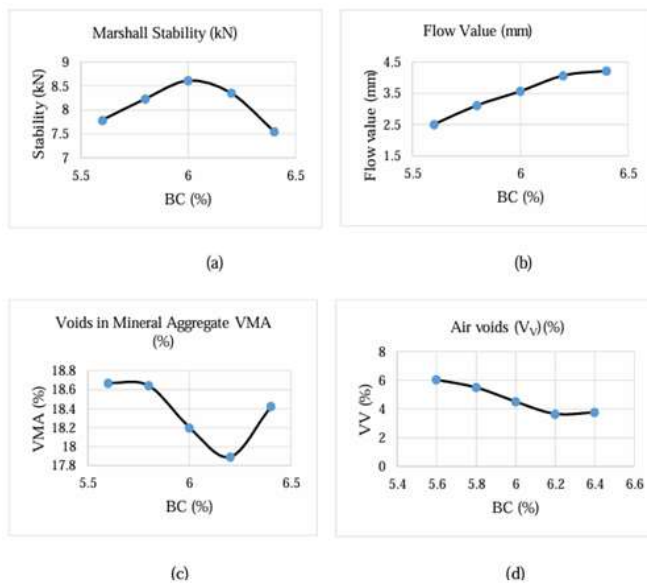 Marshall Stability (kN)
Stability (kN)
9
8.5
8
7.5
7
5.5
6
6.5
BC (%)
(a)
Flow Value (mm)
Flow value (mm)
4.5
3.5
2.5
1.5
5.5
6
6.5
BC (%)
(b)
Voids in Mineral Aggregate VMA
(%)
VMA (%)
18.8
18.6
18.4
18.2
18
17.8
5.5
6
6.5
BC (%)
(c)
Air voids (Vv)(%)
VV (%)
8
6
4
2
0
5.4
5.6
5.8
6
6.2
6.4
6.6
BC (%)
(d)